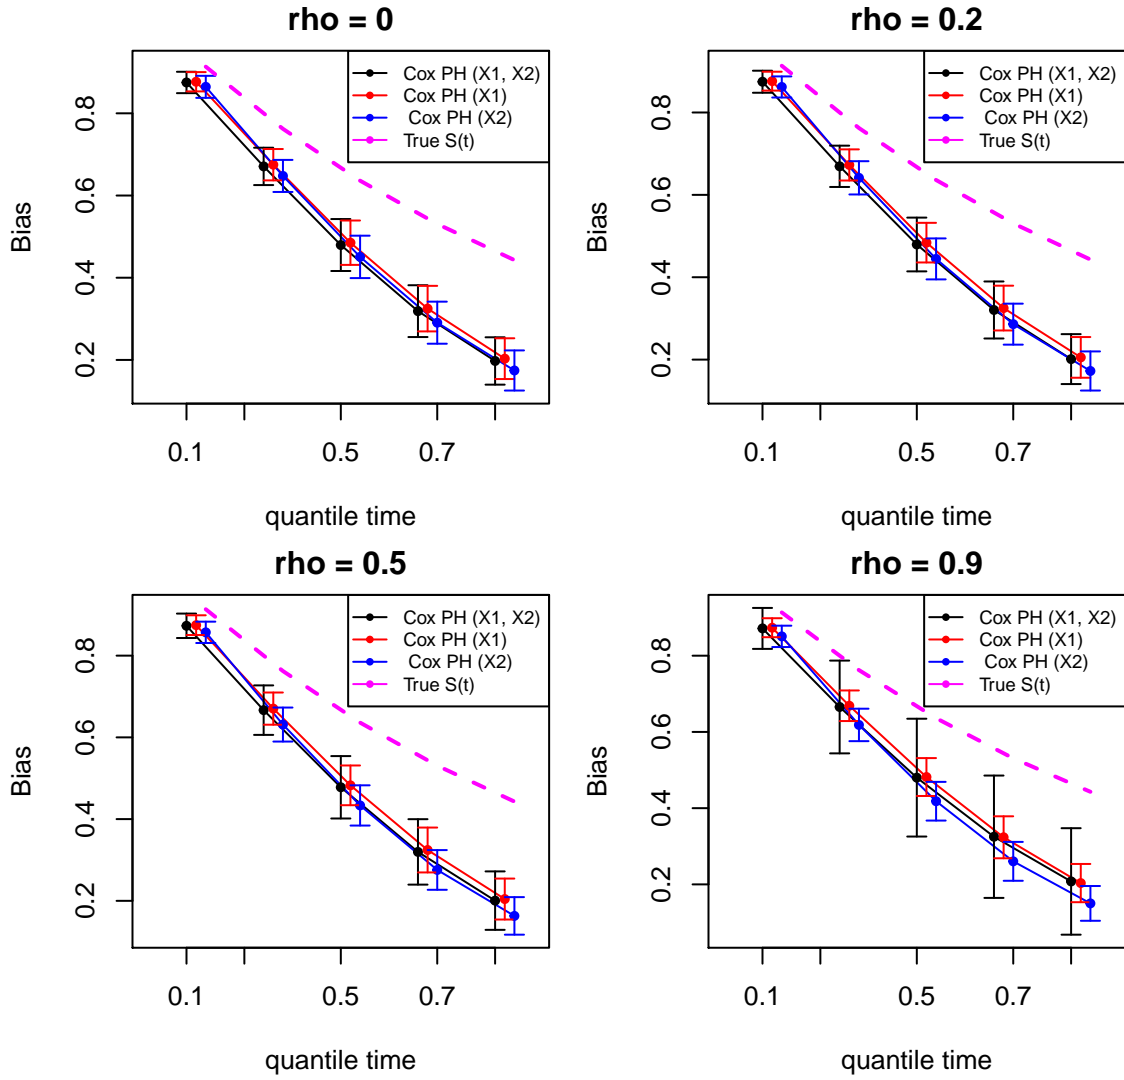 rho = 0
Bias
0.2 0.4 0.6 0.8
Cox PH (X1, X2)
Cox PH (X1)
Cox PH (X2)
True S(t)
0.1 0.5 0.7
quantile time
rho = 0.2
Bias
0.2 0.4 0.6 0.8
Cox PH (X1, X2)
Cox PH (X1)
Cox PH (X2)
True S(t)
0.1 0.5 0.7
quantile time
rho = 0.5
Bias
0.2 0.4 0.6 0.8
Cox PH (X1, X2)
Cox PH (X1)
Cox PH (X2)
True S(t)
0.1 0.5 0.7
quantile time
rho = 0.9
Bias
0.2 0.4 0.6 0.8
Cox PH (X1, X2)
Cox PH (X1)
Cox PH (X2)
True S(t)
0.1 0.5 0.7
quantile time